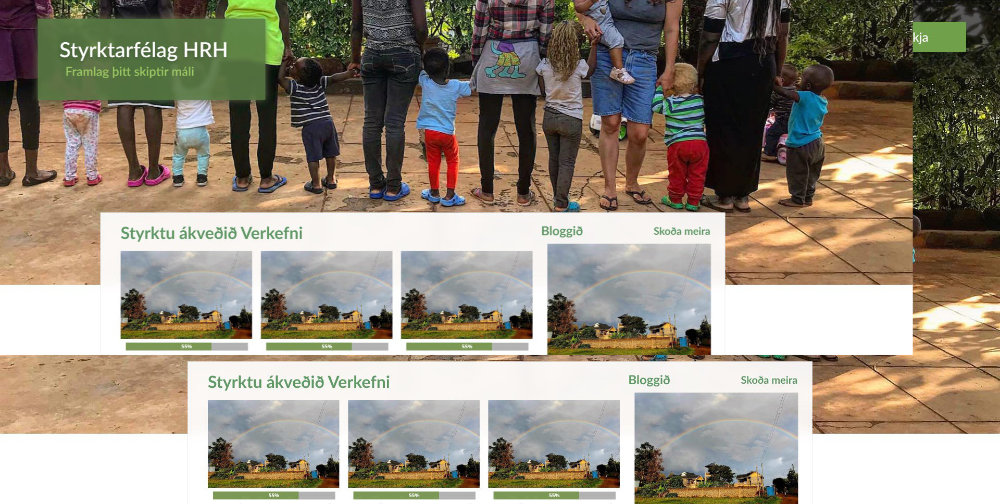 Styrktarfélag HRH
Framlag þitt skiptir máli
kja
Styrktu ákveðið Verkefni
Bloggið
Skoða meira
55%
55%
55%
Styrktu ákveðið Verkefni
Bloggið
Skoða meira
55%
55%
55%